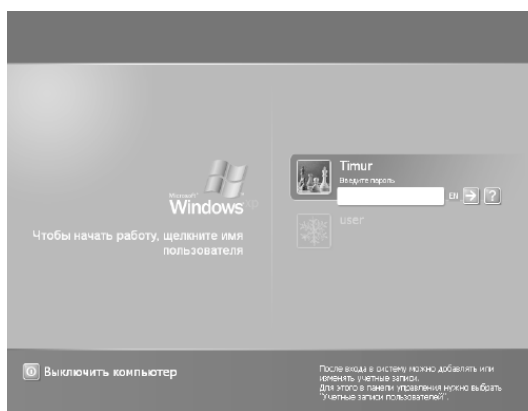 Microsoft
Windows xp
Чтобы начать работу, щелкните имя
пользователя
Timur
Введите пароль
EN
?
user
Выключить компьютер
После входа в систему можно добавлять или
изменять учетные записи.
Для этого в панели управления нужно выбрать
"Учетные записи пользователей".